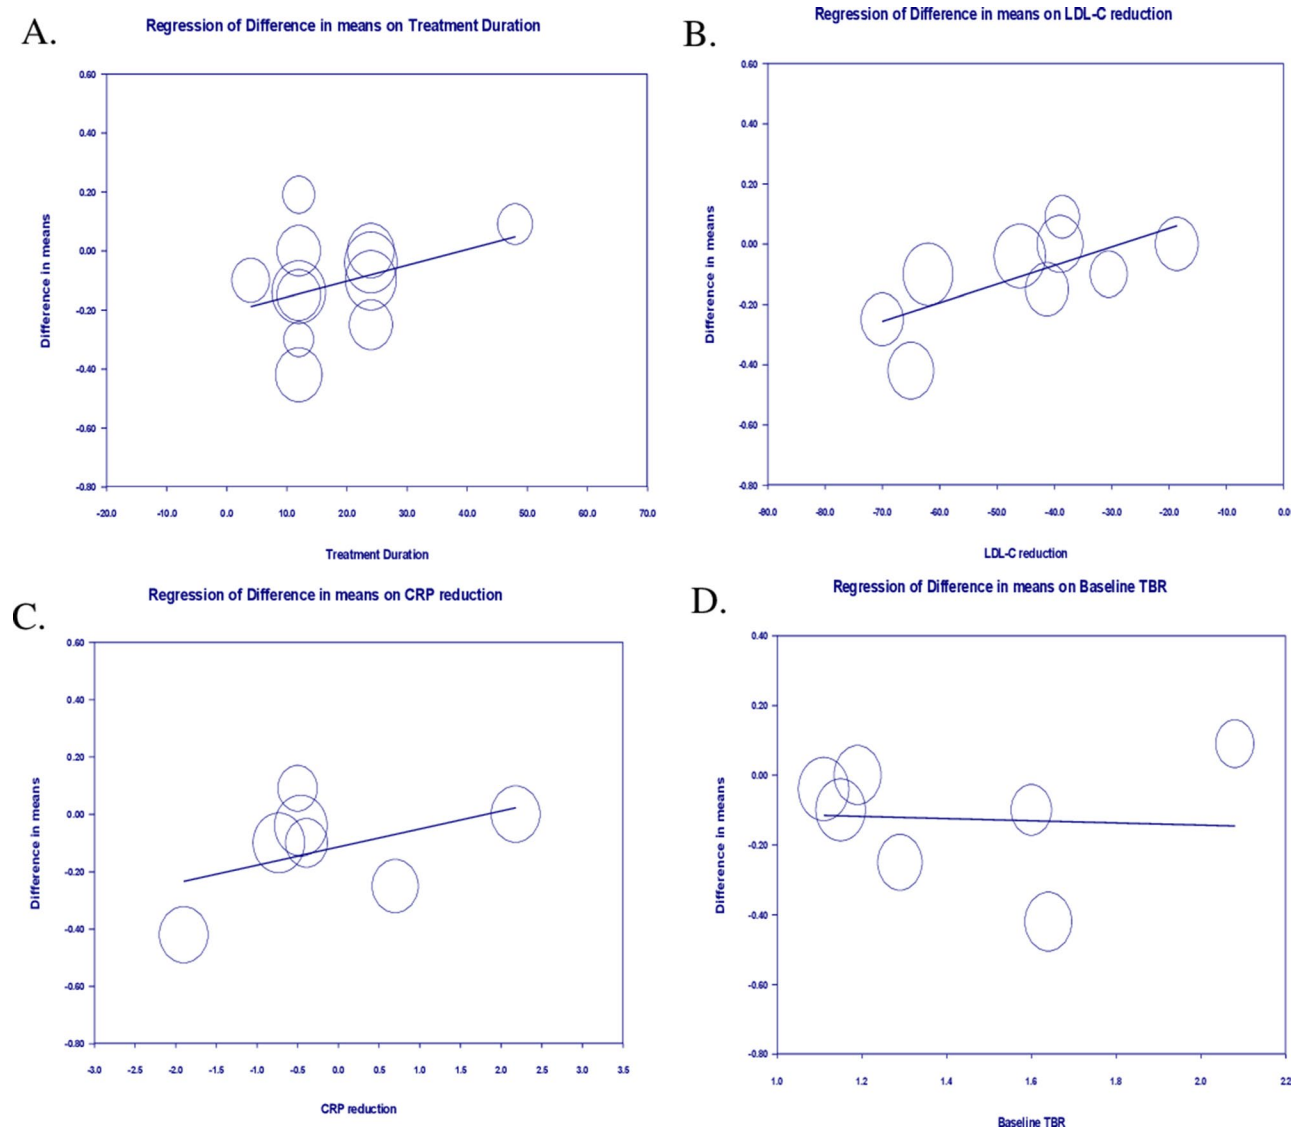 A.
Regression of Difference in means on Treatment Duration
0.60
0.40
0.20
0.00
-0.20
-0.40
-0.60
-0.80
Difference in means
-20.0 -10.0 0.0 10.0 20.0 30.0 40.0 50.0 60.0 70.0
Treatment Duration
B.
Regression of Difference in means on LDL-C reduction
0.60
0.40
0.20
0.00
-0.20
-0.40
-0.60
-0.80
Difference in means
-80.0 -70.0 -60.0 -50.0 -40.0 -30.0 -20.0 -10.0 0.0
LDL-C reduction
C.
Regression of Difference in means on CRP reduction
0.60
0.40
0.20
0.00
-0.20
-0.40
-0.60
-0.80
Difference in means
-3.0 -2.5 -2.0 -1.5 -1.0 -0.5 0.0 0.5 1.0 1.5 2.0 2.5 3.0 3.5
CRP reduction
D.
Regression of Difference in means on Baseline TBR
0.40
0.20
0.00
-0.20
-0.40
-0.60
-0.80
Difference in means
1.0 1.2 1.4 1.6 1.8 2.0 2.2
Baseline TBR